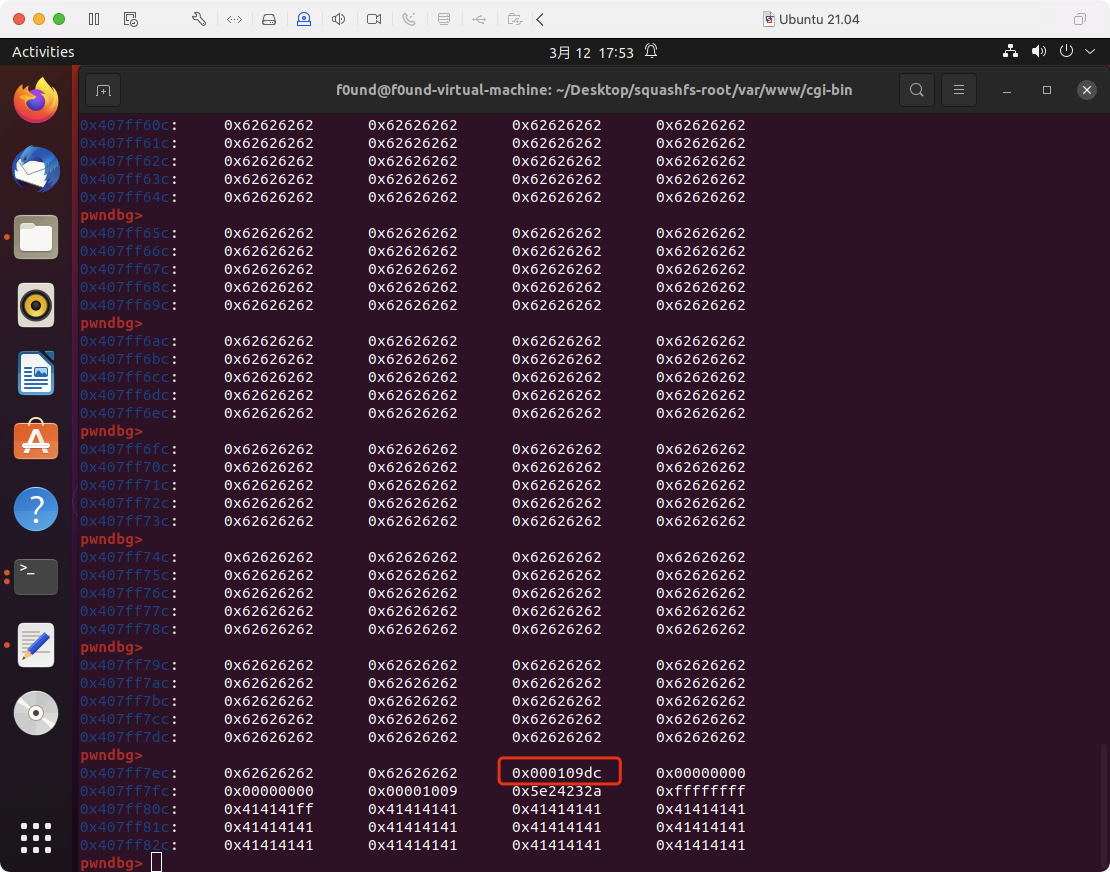 Ubuntu 21.04
Activities
3月 12 17:53
f0und@f0und-virtual-machine: ~/Desktop/squashfs-root/var/www/cgi-bin
0x407ff60c: 0x62626262 0x62626262 0x62626262 0x62626262
0x407ff61c: 0x62626262 0x62626262 0x62626262 0x62626262
0x407ff62c: 0x62626262 0x62626262 0x62626262 0x62626262
0x407ff63c: 0x62626262 0x62626262 0x62626262 0x62626262
0x407ff64c: 0x62626262 0x62626262 0x62626262 0x62626262
pwndbg>
0x407ff65c: 0x62626262 0x62626262 0x62626262 0x62626262
0x407ff66c: 0x62626262 0x62626262 0x62626262 0x62626262
0x407ff67c: 0x62626262 0x62626262 0x62626262 0x62626262
0x407ff68c: 0x62626262 0x62626262 0x62626262 0x62626262
0x407ff69c: 0x62626262 0x62626262 0x62626262 0x62626262
pwndbg>
0x407ff6ac: 0x62626262 0x62626262 0x62626262 0x62626262
0x407ff6bc: 0x62626262 0x62626262 0x62626262 0x62626262
0x407ff6cc: 0x62626262 0x62626262 0x62626262 0x62626262
0x407ff6dc: 0x62626262 0x62626262 0x62626262 0x62626262
0x407ff6ec: 0x62626262 0x62626262 0x62626262 0x62626262
pwndbg>
0x407ff6fc: 0x62626262 0x62626262 0x62626262 0x62626262
0x407ff70c: 0x62626262 0x62626262 0x62626262 0x62626262
0x407ff71c: 0x62626262 0x62626262 0x62626262 0x62626262
0x407ff72c: 0x62626262 0x62626262 0x62626262 0x62626262
0x407ff73c: 0x62626262 0x62626262 0x62626262 0x62626262
pwndbg>
0x407ff74c: 0x62626262 0x62626262 0x62626262 0x62626262
0x407ff75c: 0x62626262 0x62626262 0x62626262 0x62626262
0x407ff76c: 0x62626262 0x62626262 0x62626262 0x62626262
0x407ff77c: 0x62626262 0x62626262 0x62626262 0x62626262
0x407ff78c: 0x62626262 0x62626262 0x62626262 0x62626262
pwndbg>
0x407ff79c: 0x62626262 0x62626262 0x62626262 0x62626262
0x407ff7ac: 0x62626262 0x62626262 0x62626262 0x62626262
0x407ff7bc: 0x62626262 0x62626262 0x62626262 0x62626262
0x407ff7cc: 0x62626262 0x62626262 0x62626262 0x62626262
0x407ff7dc: 0x62626262 0x62626262 0x62626262 0x62626262
pwndbg>
0x407ff7ec: 0x62626262 0x62626262 0x000109dc 0x00000000
0x407ff7fc: 0x00000000 0x00001009 0x5e24232a 0xffffffff
0x407ff80c: 0x414141ff 0x41414141 0x41414141 0x41414141
0x407ff81c: 0x41414141 0x41414141 0x41414141 0x41414141
0x407ff82c: 0x41414141 0x41414141 0x41414141 0x41414141
pwndbg>